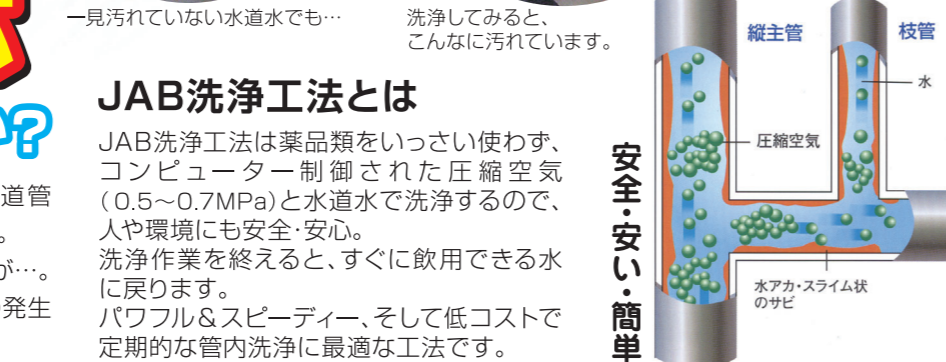 一見汚れていない水道水でも…
洗浄してみると、
こんなに汚れています。
?
道管
。
が…。
発生
JAB洗浄工法とは
JAB洗浄工法は薬品類をいっさい使わず、
コンピューター制御された圧縮空気
(0.5～0.7MPa)と水道水で洗浄するので、
人や環境にも安全・安心。
洗浄作業を終えると、すぐに飲用できる水
に戻ります。
パワフル＆スピーディー、そして低コストで
定期的な管内洗浄に最適な工法です。
安全・安い・簡単
縦主管
枝管
水
圧縮空気
水アカ・スライム状
のサビ